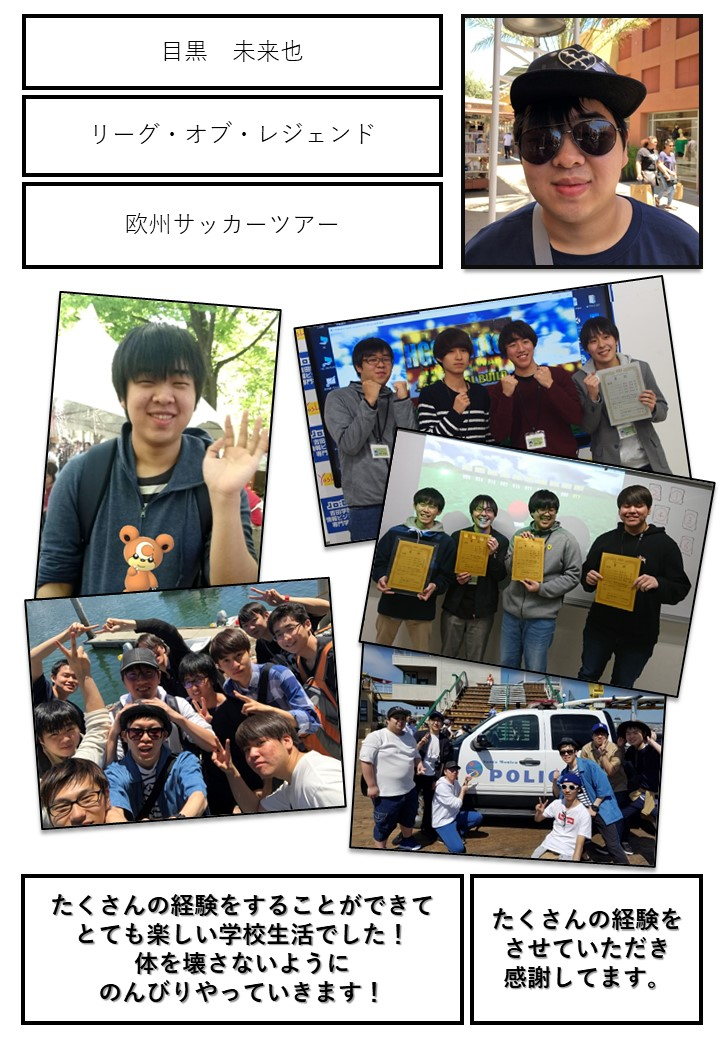 目黒　未来也
リーグ・オブ・レジェンド
欧州サッカーツアー
POLIC
たくさんの経験をすることができて
とても楽しい学校生活でした！
体を壊さないように
のんびりやっていきます！
たくさんの経験を
させていただき
感謝してます。